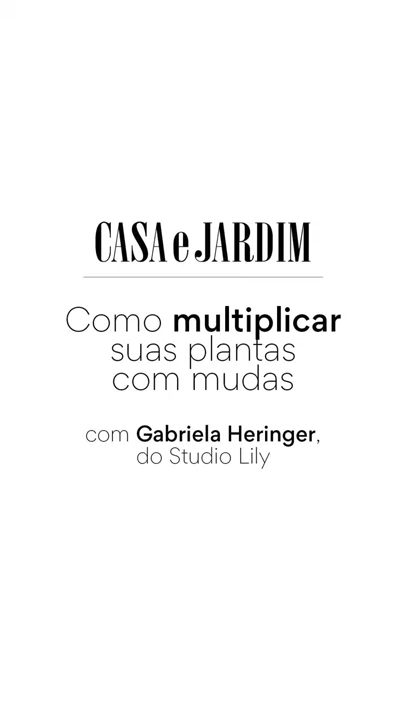 CASA e JARDIM
Como multiplicar
suas plantas
com mudas
com Gabriela Heringer,
do Studio Lily